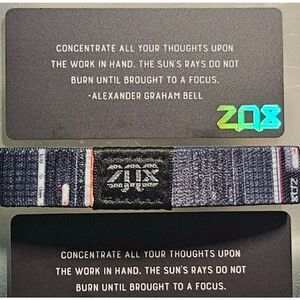 CONCENTRATE ALL YOUR THOUGHTS UPON
THE WORK IN HAND. THE SUN'S RAYS DO NOT
BURN UNTIL BROUGHT TO A FOCUS.
-ALEXANDER GRAHAM BELL
ZOX
ZOX
CONCENTRATE ALL YOUR THOUGHTS UPON
THE WORK IN HAND. THE SUN'S RAYS DO NOT
BURN UNTIL BROUGHT TO A FOCUS.